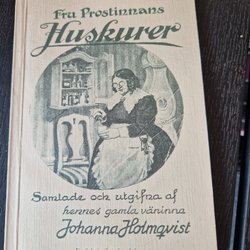 Fru Prostinnans
Huskurer
Samlade och utgifna af
hennes gamla väninna
Johanna Holmqvist